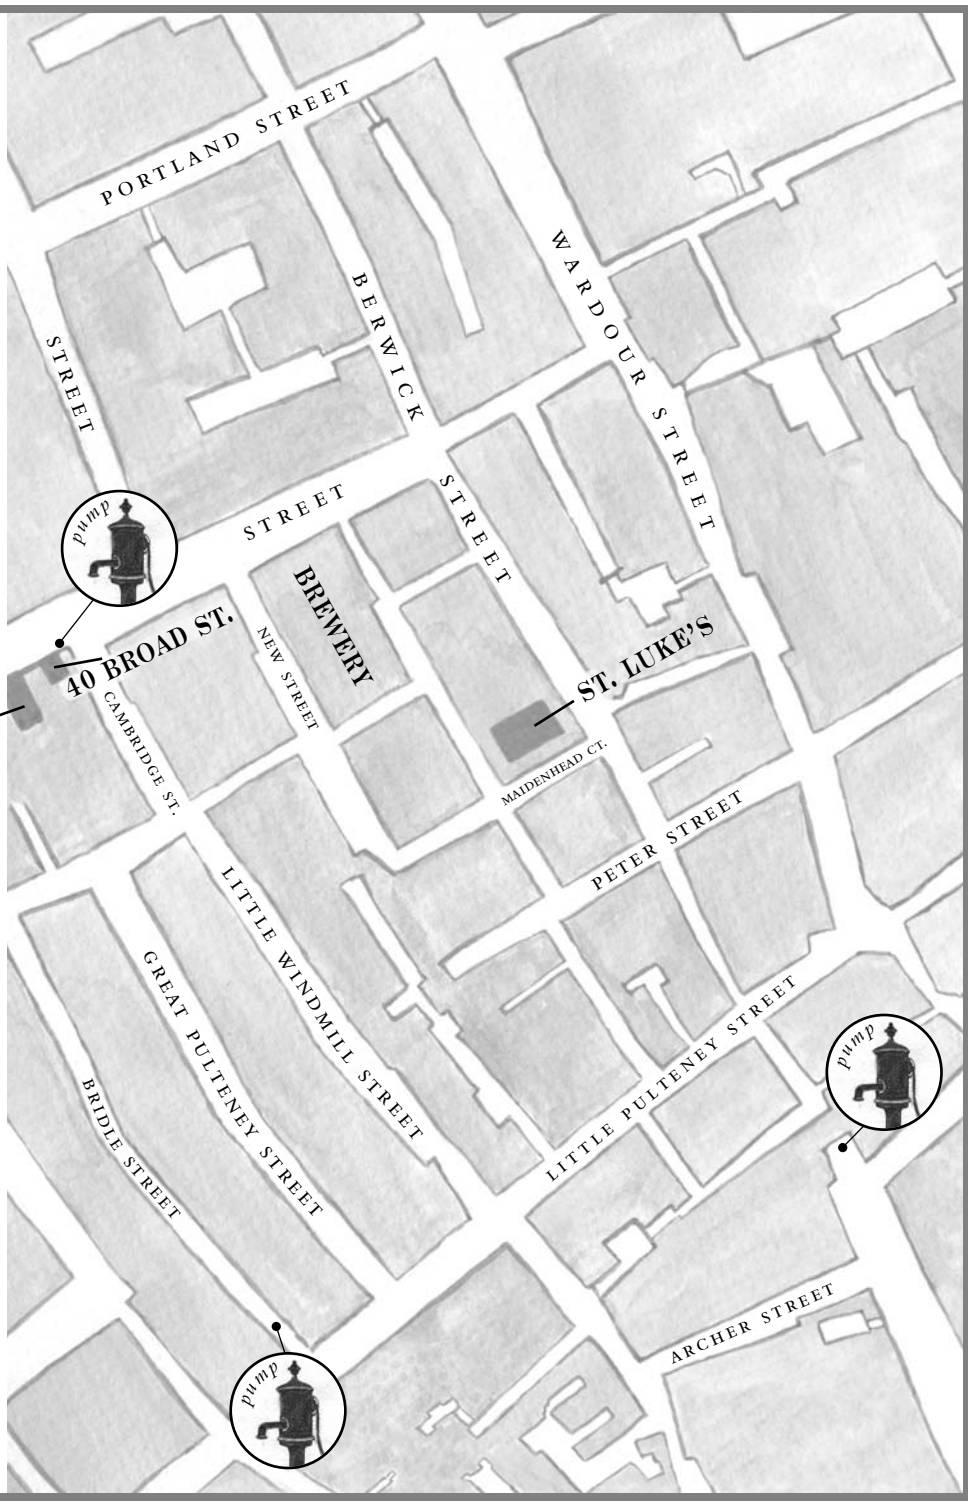 PORTLAND STREET
WARDOUR STREET
BERWICK
STREET
STREET
STREET
pump
BREWERY
40 BROAD ST.
NEW STREET
ST. LUKE'S
CAMBRIDGE ST.
MAIDENHEAD CT.
PETER STREET
LITTLE WINDMILL STREET
GREAT PULTENEY STREET
LITTLE PULTENEY STREET
pump
BRIDLE STREET
ARCHER STREET
pump